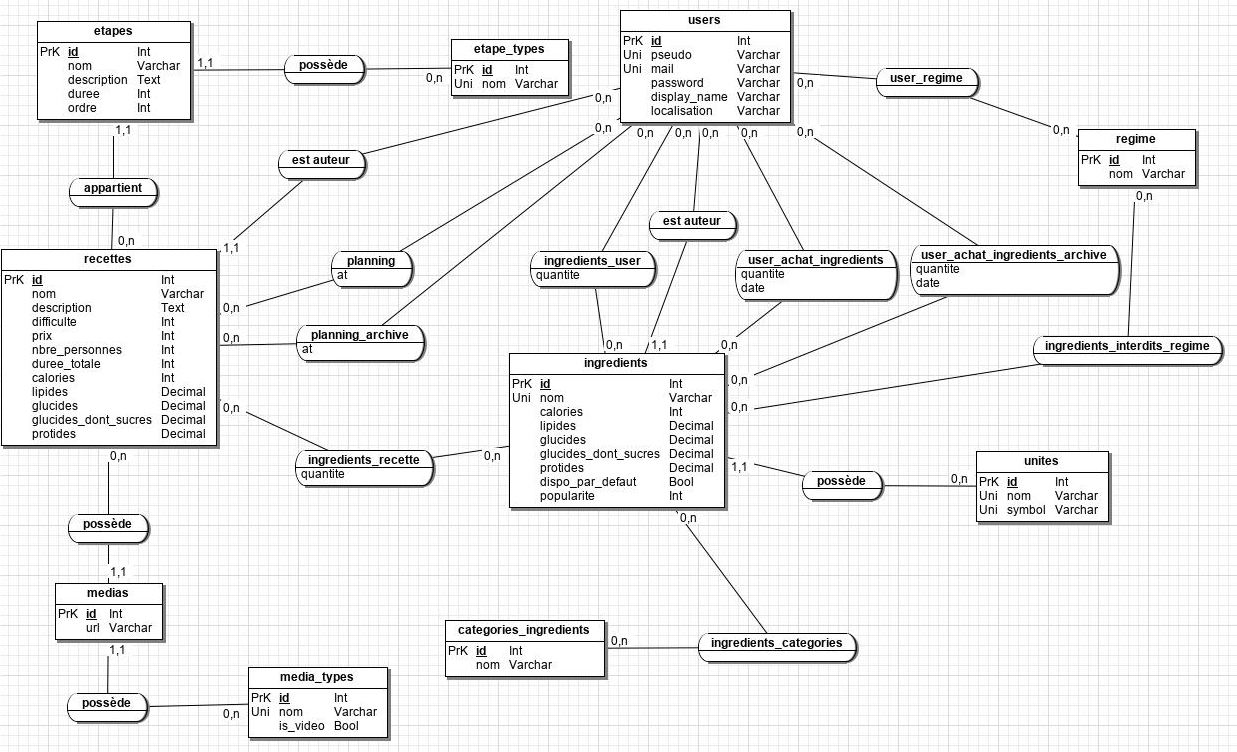 etapes
PrK id Int
nom Varchar
description Text
duree Int
ordre Int
1,1
possède
0,n
etape_types
PrK id Int
Uni nom Varchar
users
PrK id Int
Uni pseudo Varchar
Uni mail Varchar
password Varchar
display_name Varchar
localisation Varchar
0,n
user_regime
0,n
regime
PrK id Int
nom Varchar
0,n
1,1
appartient
0,n
0,n
est auteur
1,1
0,n
0,n
0,n
0,n
0,n
0,n
recettes
PrK id Int
nom Varchar
description Text
difficulte Int
prix Int
nbre_personnes Int
duree_totale Int
calories Int
lipides Decimal
glucides Decimal
glucides_dont_sucres Decimal
protides Decimal
planning
at
0,n
planning_archive
at
0,n
ingredients_user
quantite
0,n
est auteur
1,1
user_achat_ingredients
quantite
date
0,n
user_achat_ingredients_archive
quantite
date
0,n
ingredients_interdits_regime
0,n
0,n
ingredients_recette
quantite
0,n
ingredients
PrK id Int
Uni nom Varchar
calories Int
lipides Decimal
glucides Decimal
glucides_dont_sucres Decimal
protides Decimal
dispo_par_defaut Bool
popularite Int
1,1
possède
0,n
unites
PrK id Int
Uni nom Varchar
Uni symbol Varchar
0,n
possède
1,1
medias
PrK id Int
url Varchar
1,1
possède
0,n
media_types
PrK id Int
Uni nom Varchar
is_video Bool
0,n
categories_ingredients
PrK id Int
nom Varchar
0,n
ingredients_categories